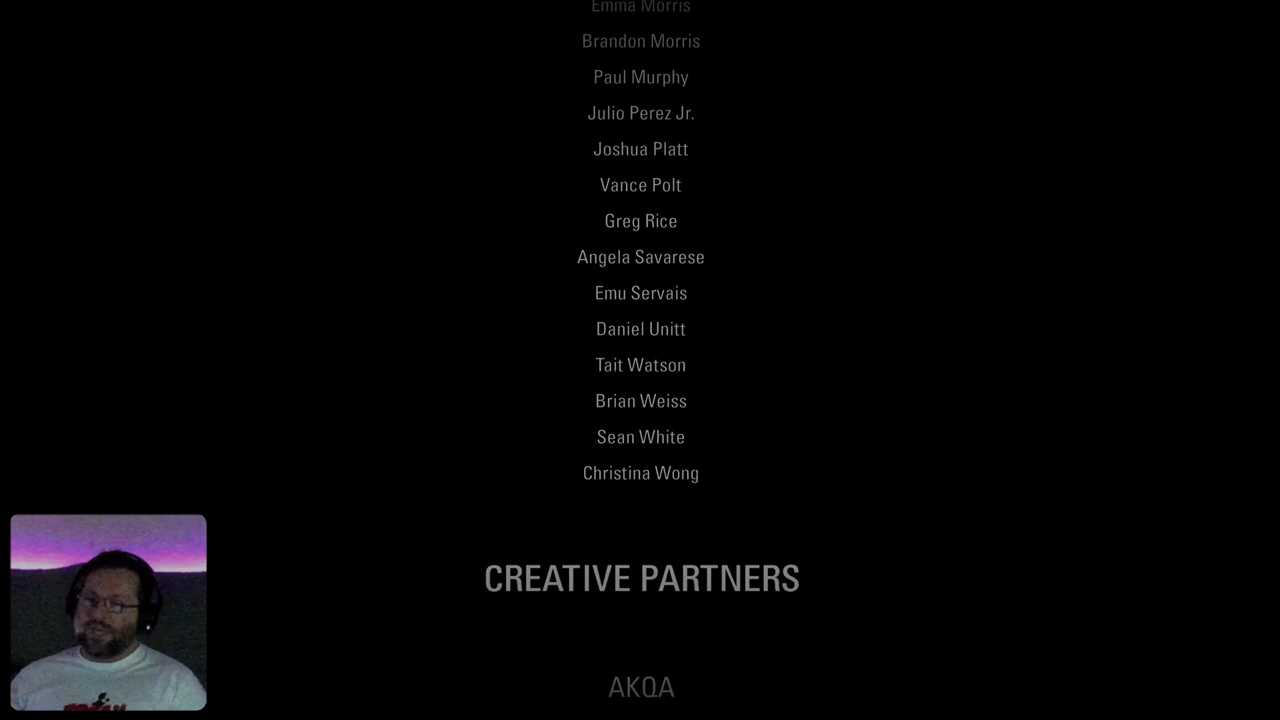 Emma Morris
Brandon Morris
Paul Murphy
Julio Perez Jr.
Joshua Platt
Vance Polt
Greg Rice
Angela Savarese
Emu Servais
Daniel Unitt
Tait Watson
Brian Weiss
Sean White
Christina Wong
CREATIVE PARTNERS
AKQA